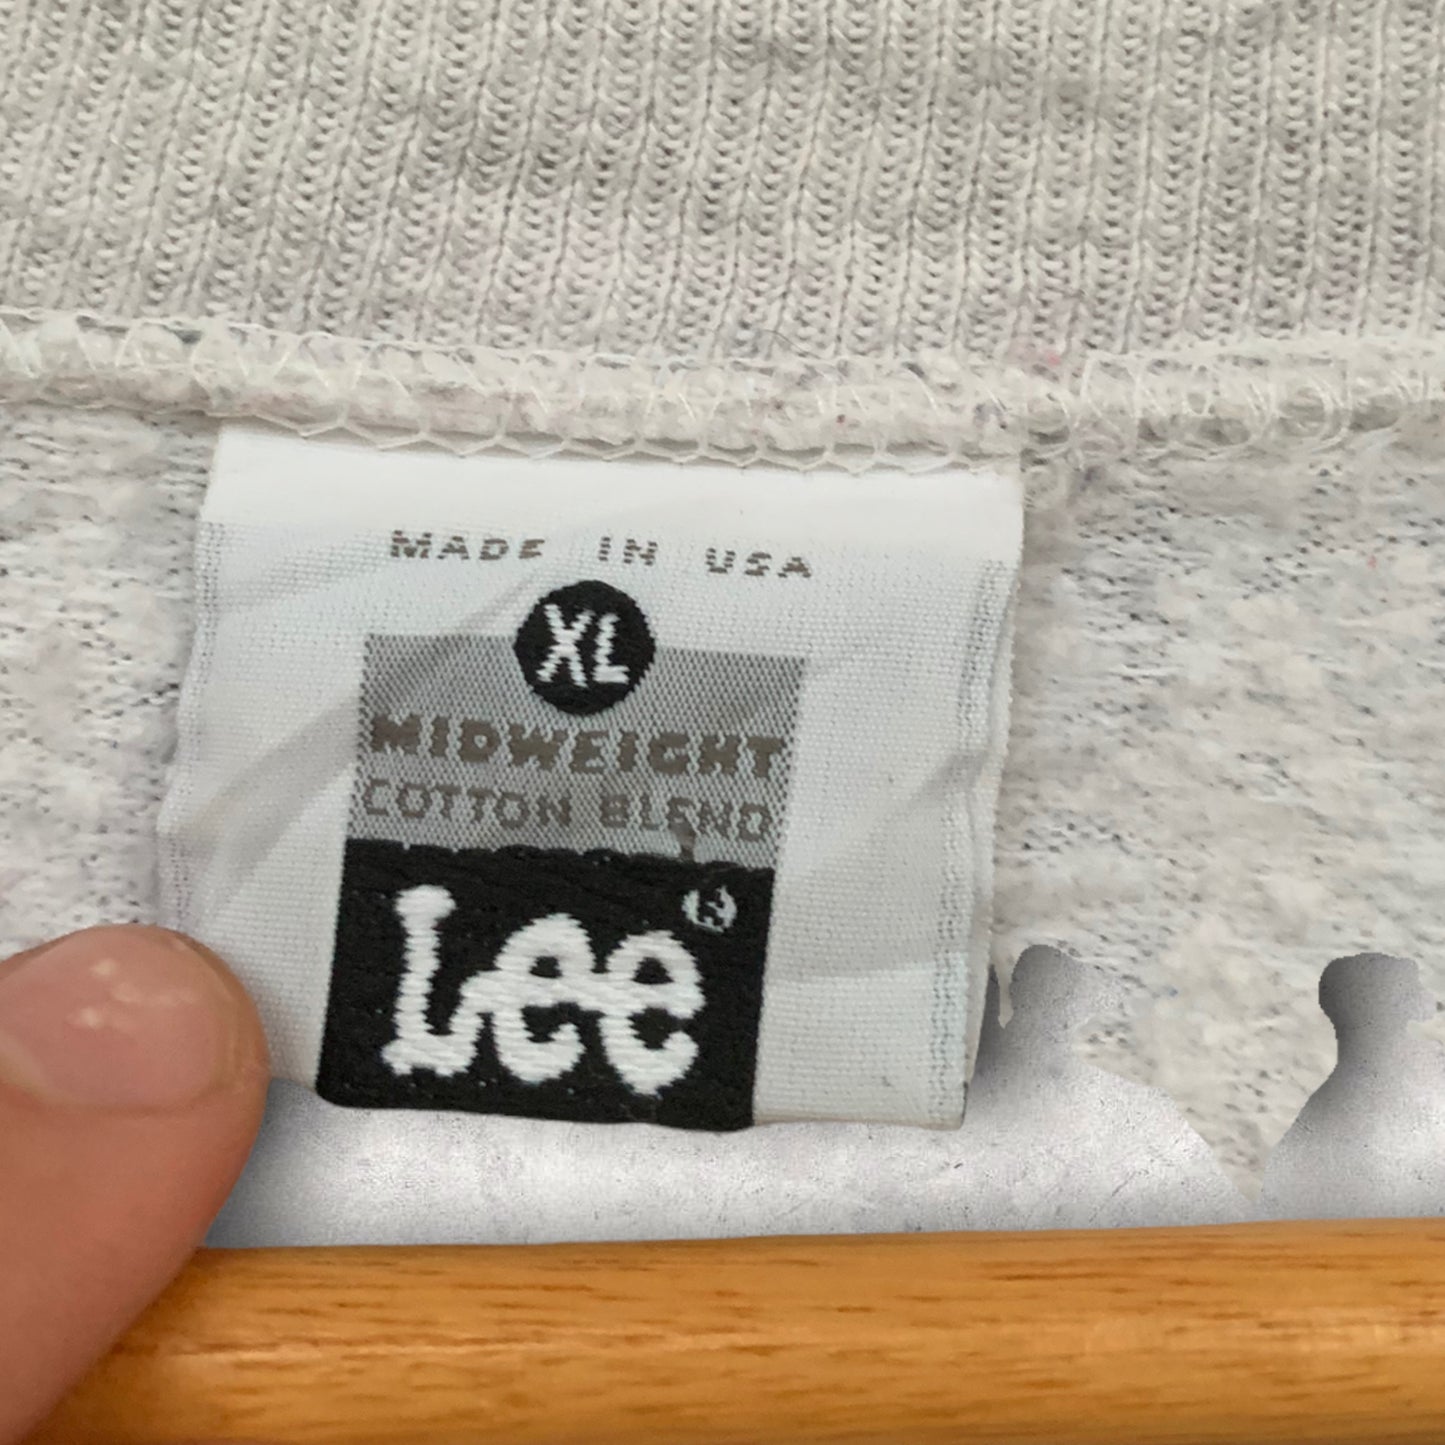 MADE IN USA
XL
MIDWEIGHT
COTTON BLEND
Lee®